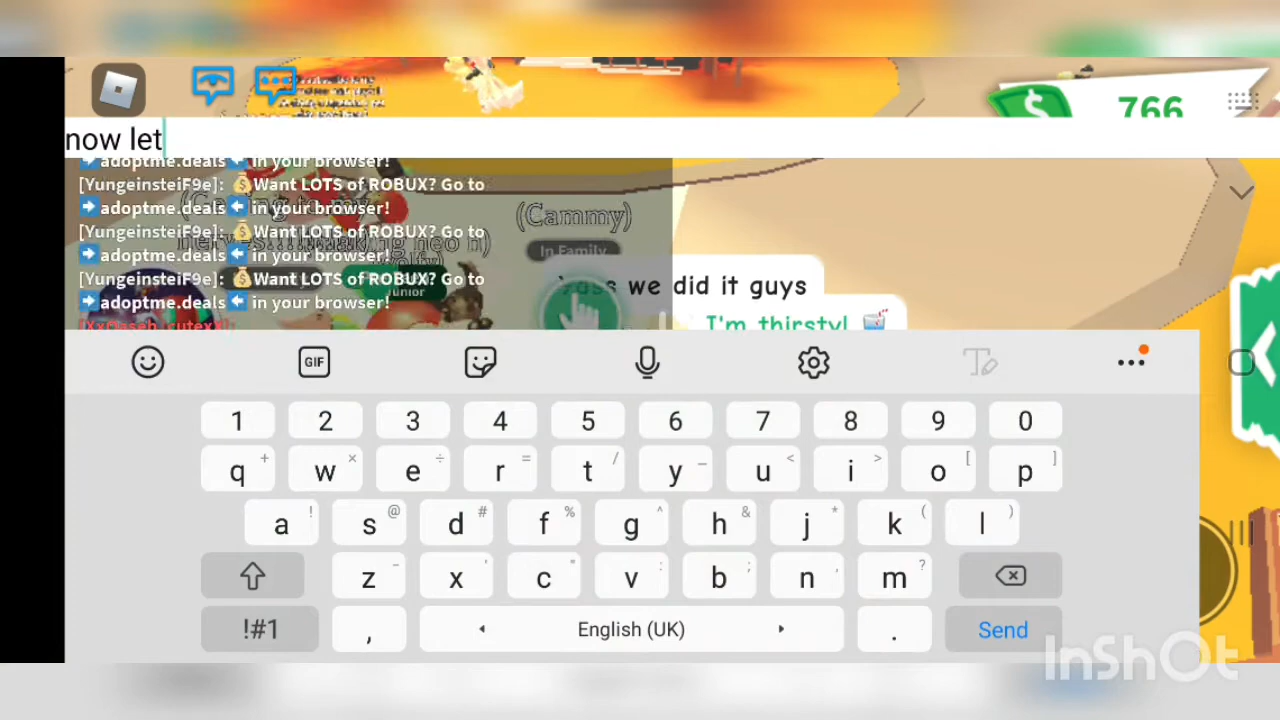 766
now let
➡adoptme.deals⬅ in your browser!
[YungeinsteiF9e]: 💰Want LOTS of ROBUX? Go to
➡adoptme.deals⬅ in your browser!
[YungeinsteiF9e]: 💰Want LOTS of ROBUX? Go to
➡adoptme.deals⬅ in your browser!
[YungeinsteiF9e]: 💰Want LOTS of ROBUX? Go to
➡adoptme.deals⬅ in your browser!
(Cammy)
In Family
Junior
we did it guys
I'm thirsty!
GIF
1 2 3 4 5 6 7 8 9 0
q + w × e ÷ r = t / y _ u < i > o [ p ]
a ! s @ d # f % g ^ h & j * k ( l )
z - x ' c " v : b ; n , m ?
!#1 , English (UK) . Send
InShOt